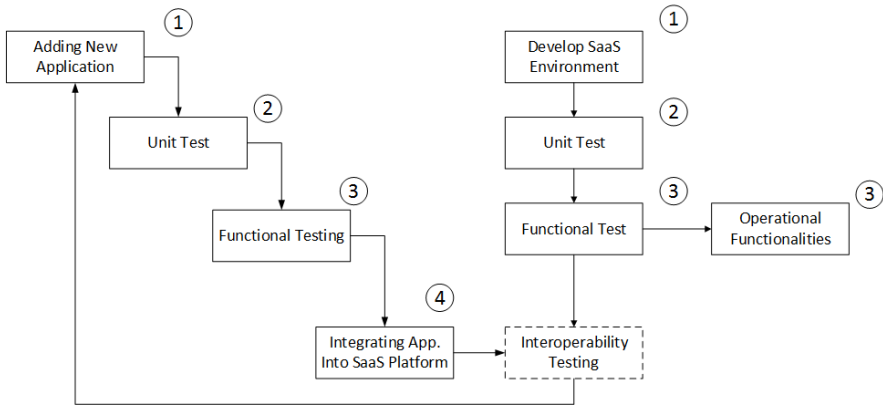 1
Adding New
Application
2
Unit Test
3
Functional Testing
4
Integrating App.
Into SaaS Platform
1
Develop SaaS
Environment
2
Unit Test
3
Functional Test
3
Operational
Functionalities
Interoperability
Testing